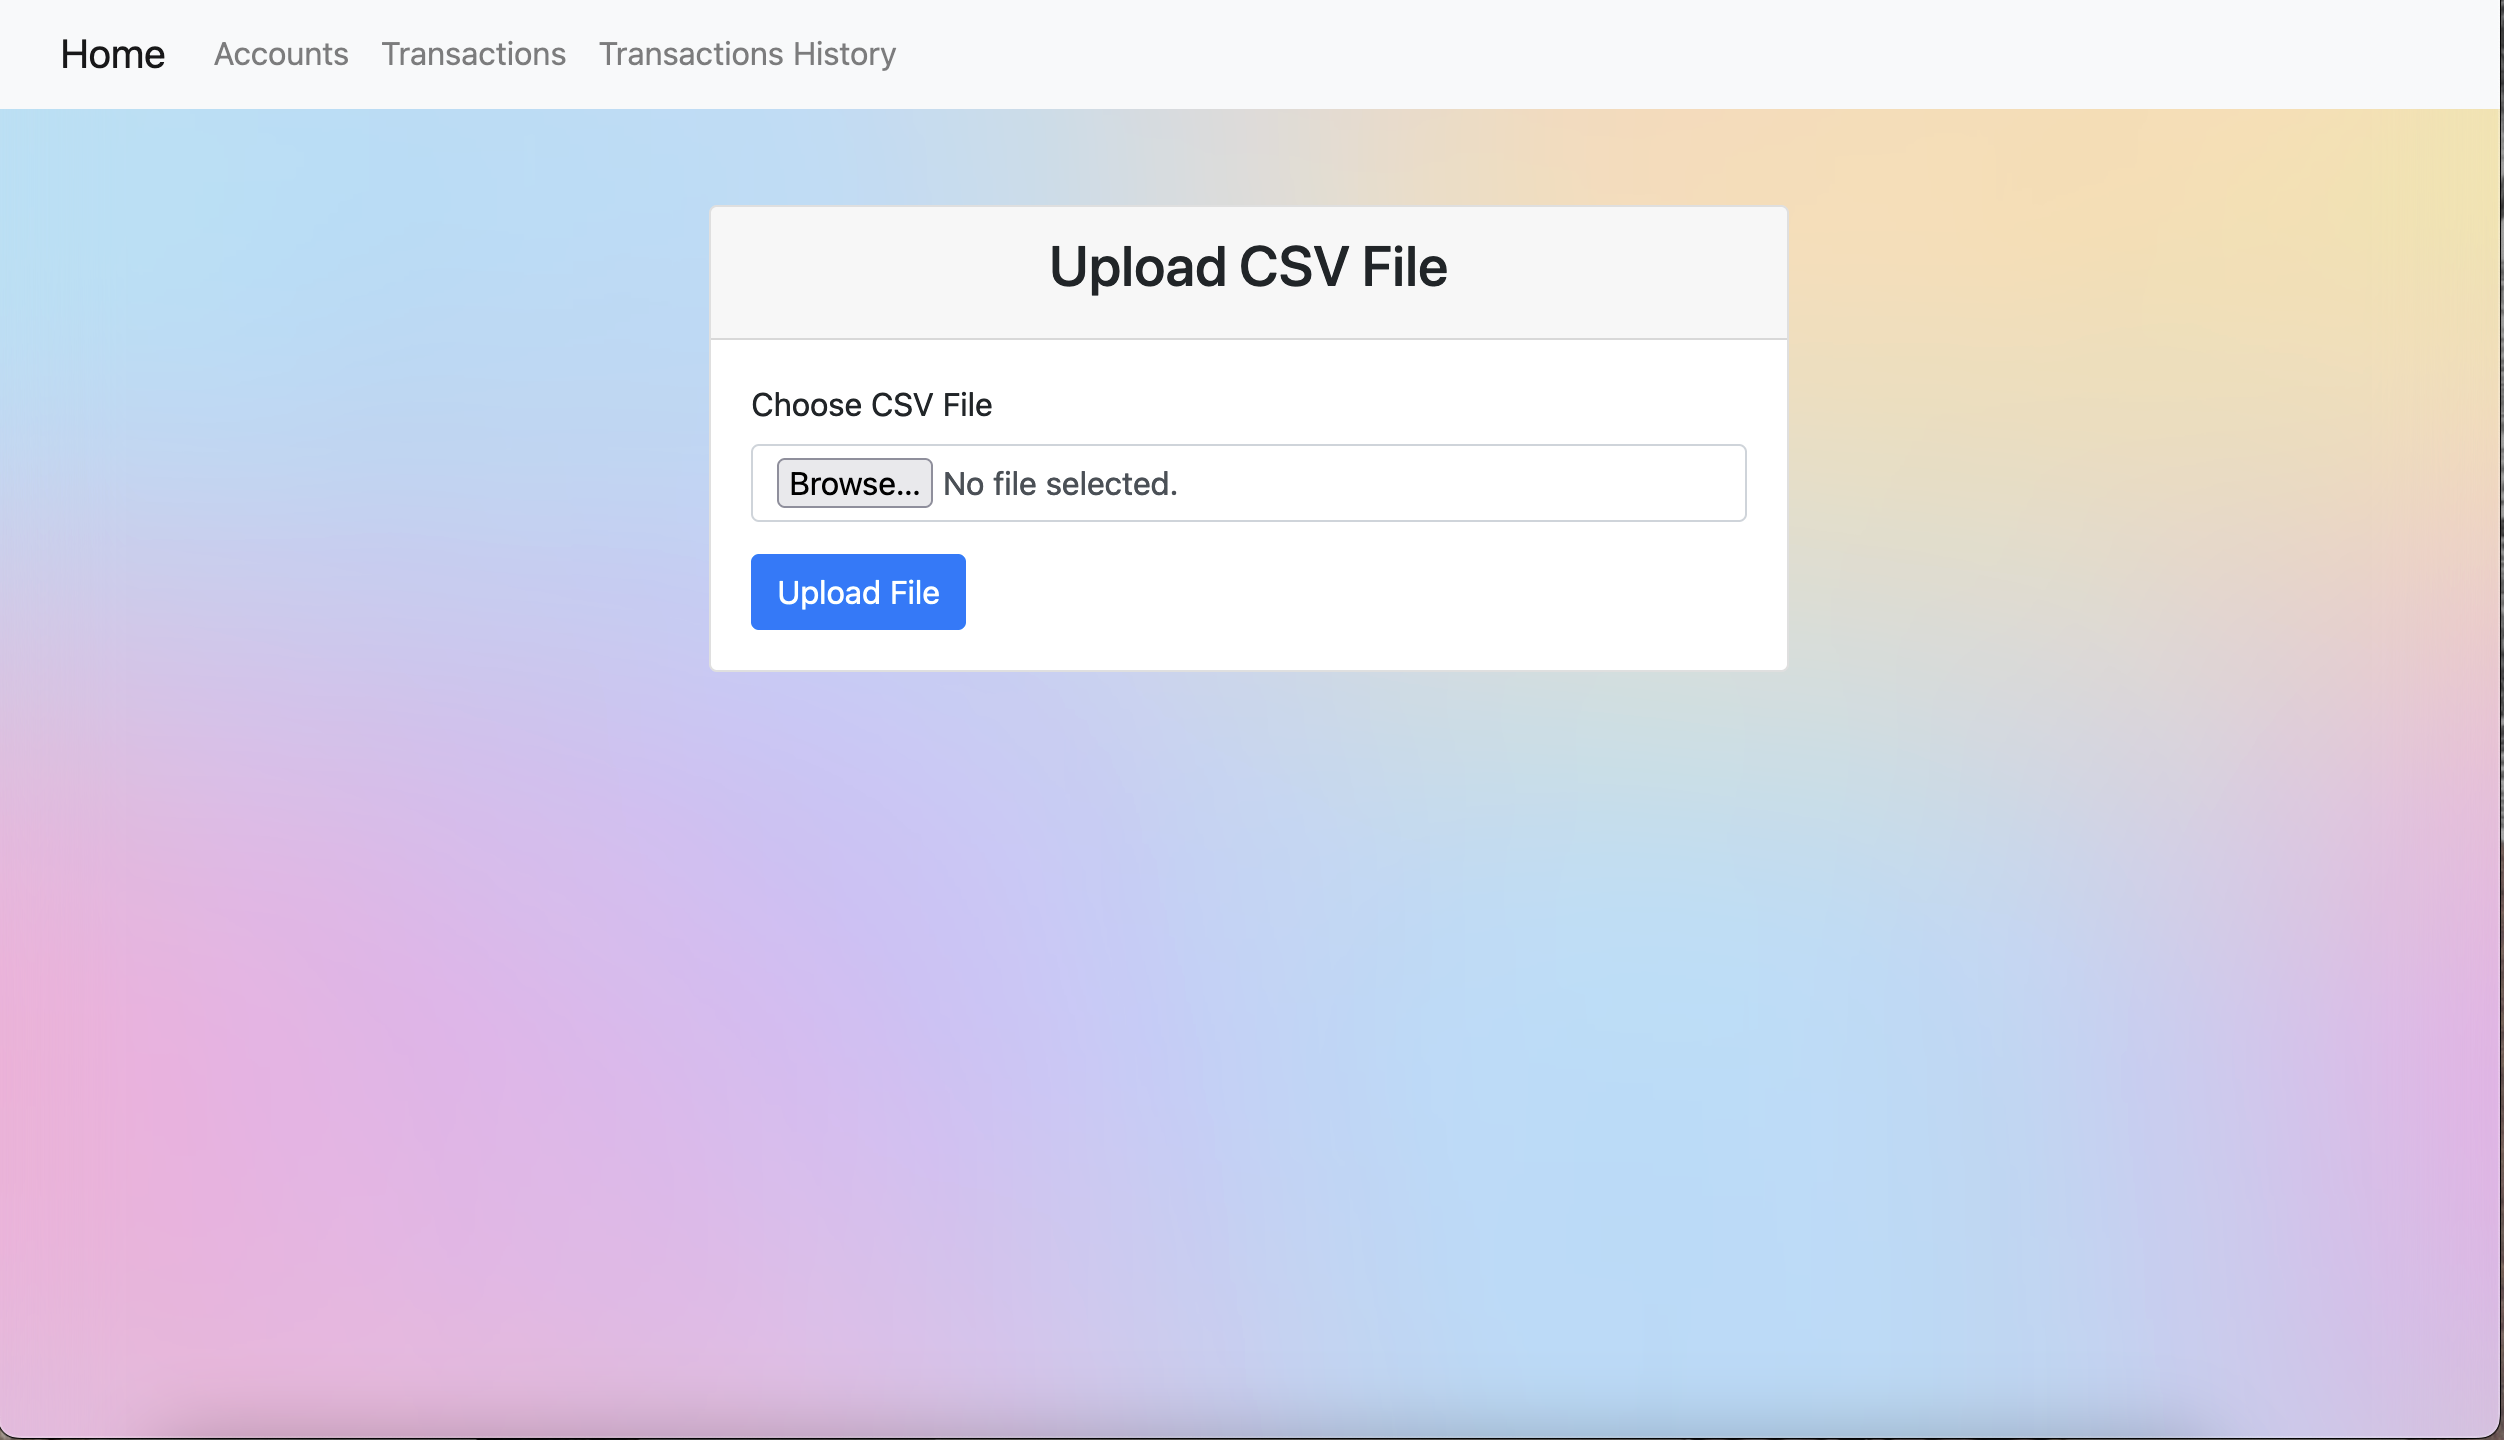 Home Accounts Transactions Transactions History
Upload CSV File
Choose CSV File
Browse... No file selected.
Upload File